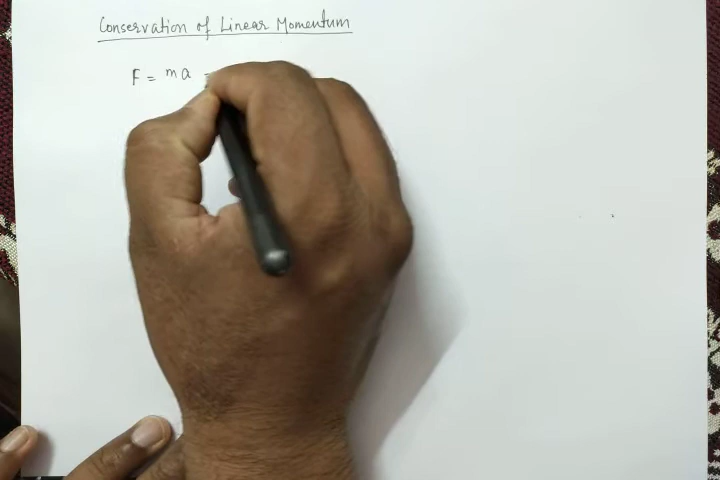 Conservation of Linear Momentum
F = ma